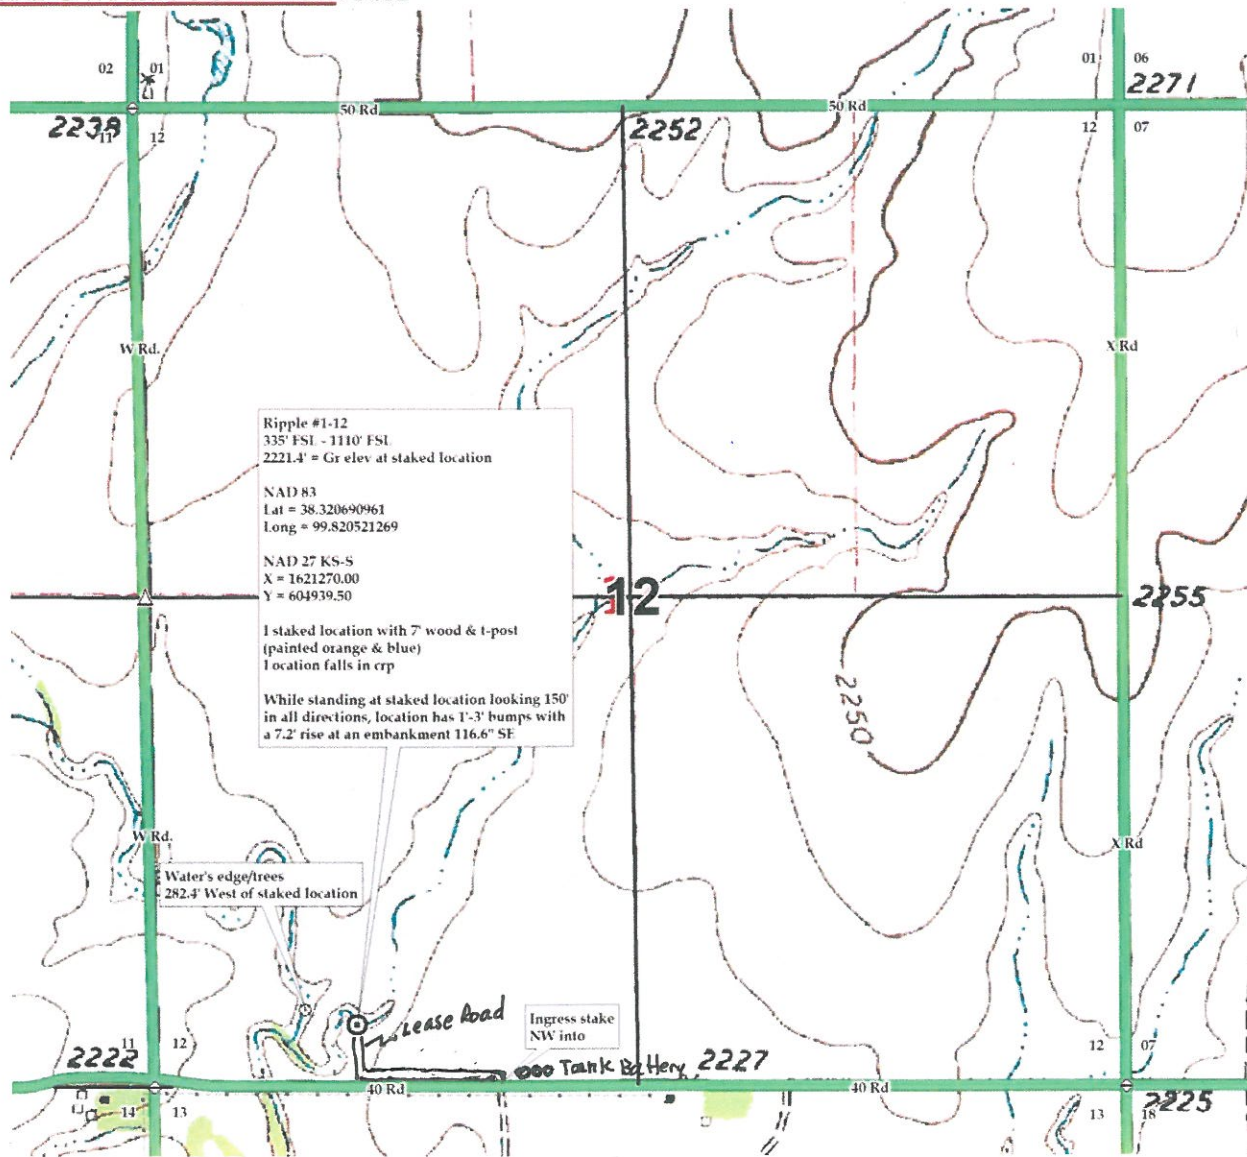 02 01
01 06
2271
50 Rd
50 Rd
2239
11 12
2252
12 07
W Rd.
X Rd
Ripple #1-12
335' FSL - 1110' FSL
2221.4' = Gr elev at staked location
NAD 83
Lat = 38.320690961
Long = 99.820521269
NAD 27 KS-S
X = 1621270.00
Y = 604939.50
12
2255
I staked location with 7' wood & t-post
(painted orange & blue)
Location falls in crp
While standing at staked location looking 150'
in all directions, location has 1'-3' bumps with
a 7.2' rise at an embankment 116.6" SE
2250
W Rd.
X Rd
Water's edge/trees
282.4' West of staked location
Lease Road
Ingress stake
NW into
11 12
12 07
2222
Tank Battery
2227
40 Rd
40 Rd
14 13
13 18
2225